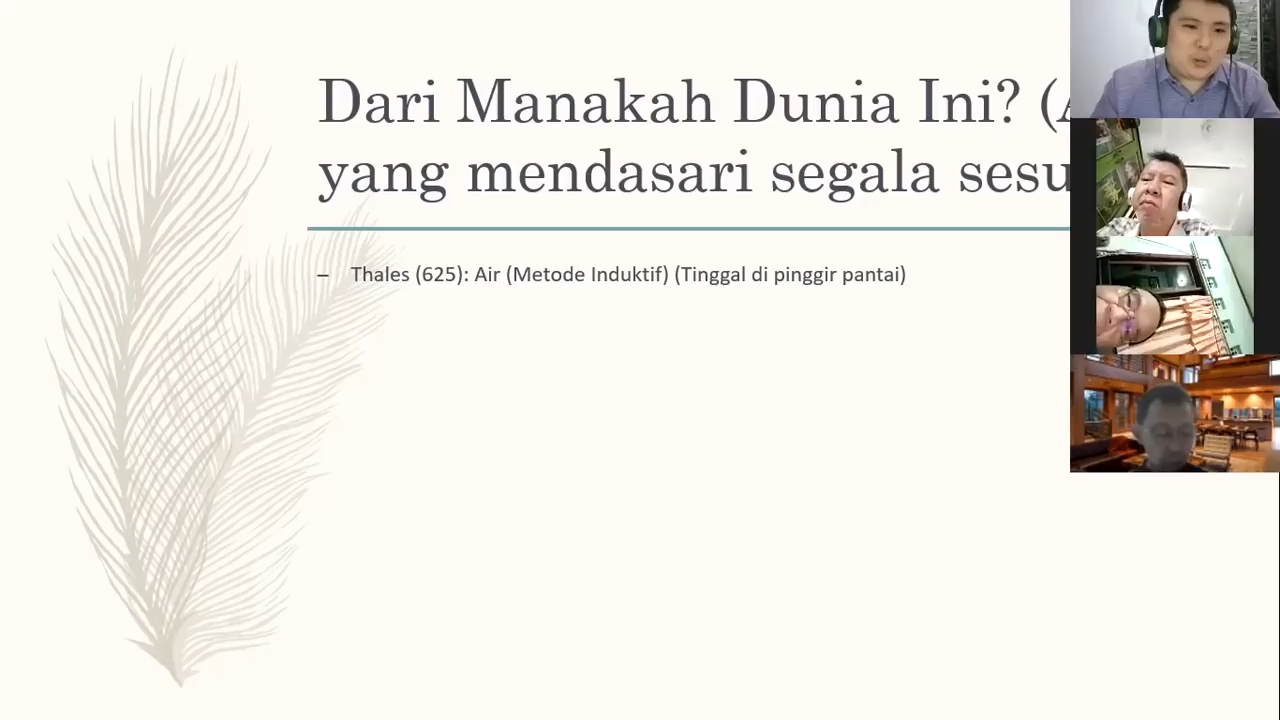 Dari Manakah Dunia Ini? (
yang mendasari segala sesu
– Thales (625): Air (Metode Induktif) (Tinggal di pinggir pantai)